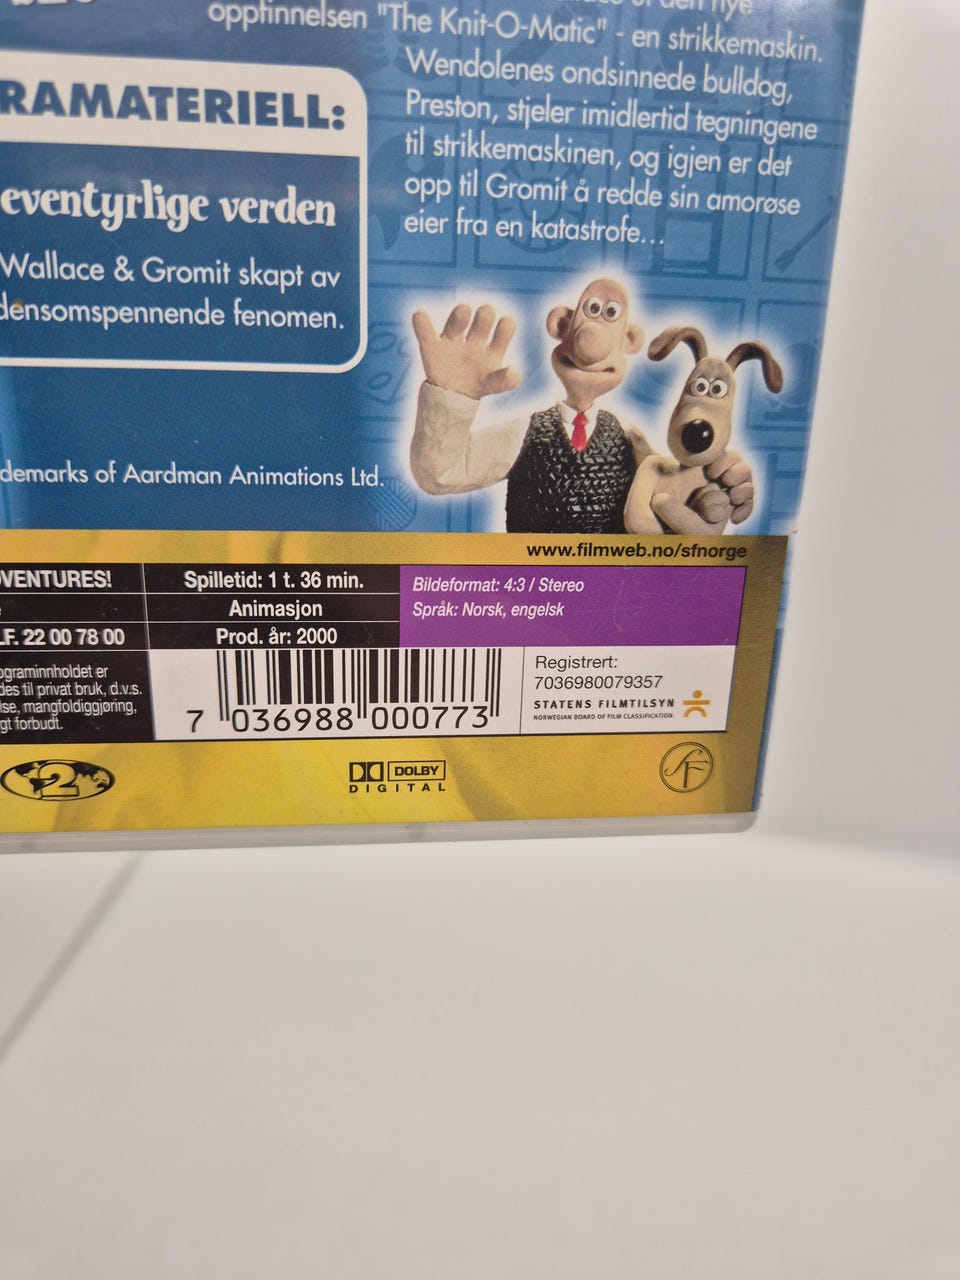 den nye
oppfinnelsen "The Knit-O-Matic" - en strikkemaskin.
Wendolenes ondsinnede bulldog,
Preston, stjeler imidlertid tegningene
til strikkemaskinen, og igjen er det
opp til Gromit å redde sin amorøse
eier fra en katastrofe...
RAMATERIELL:
eventyrlige verden
Wallace & Gromit skapt av
densomspennende fenomen.
demarks of Aardman Animations Ltd.
www.filmweb.no/sfnorge
VENTURES!
LF. 22 00 78 00
Spilletid: 1 t. 36 min.
Animasjon
Prod. år: 2000
Bildeformat: 4:3 / Stereo
Språk: Norsk, engelsk
ograminnholdet er
des til privat bruk, d.v.s.
lse, mangfoldiggjøring,
gt forbudt.
7 036988 000773
Registrert:
7036980079357
STATENS FILMTILSYN
NORWEGIAN BOARD OF FILM CLASSIFICATION
2
DOLBY
DIGITAL
SF